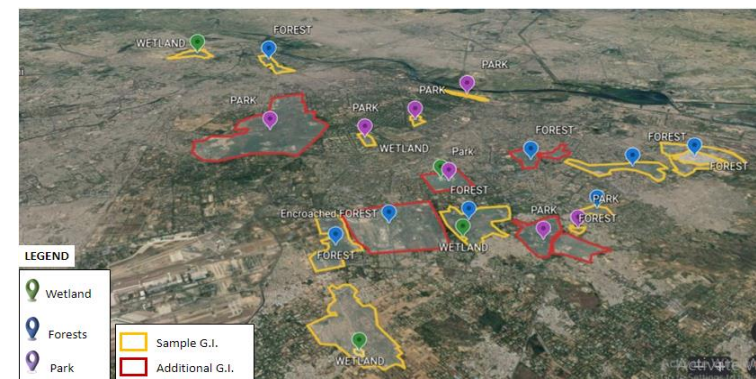 FOREST
WETLAND
PARK
PARK
PARK
PARK
WETLAND
FOREST
FOREST
FOREST
Park
FOREST
PARK
Encroached FOREST
PARK
FOREST
WETLAND
FOREST
LEGEND
Wetland
Forests
Park
Sample G.I.
Additional G.I.
WETLAND